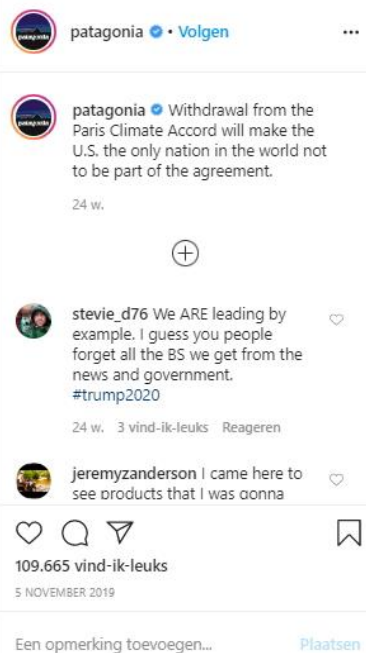 patagonia • Volgen
patagonia Withdrawal from the
Paris Climate Accord will make the
U.S. the only nation in the world not
to be part of the agreement.
24 w.
stevie_d76 We ARE leading by
example. I guess you people
forget all the BS we get from the
news and government.
#trump2020
24 w. 3 vind-ik-leuks Reageren
jeremyzanderson I came here to
see products that I was gonna
109.665 vind-ik-leuks
5 NOVEMBER 2019
Een opmerking toevoegen... Plaatsen